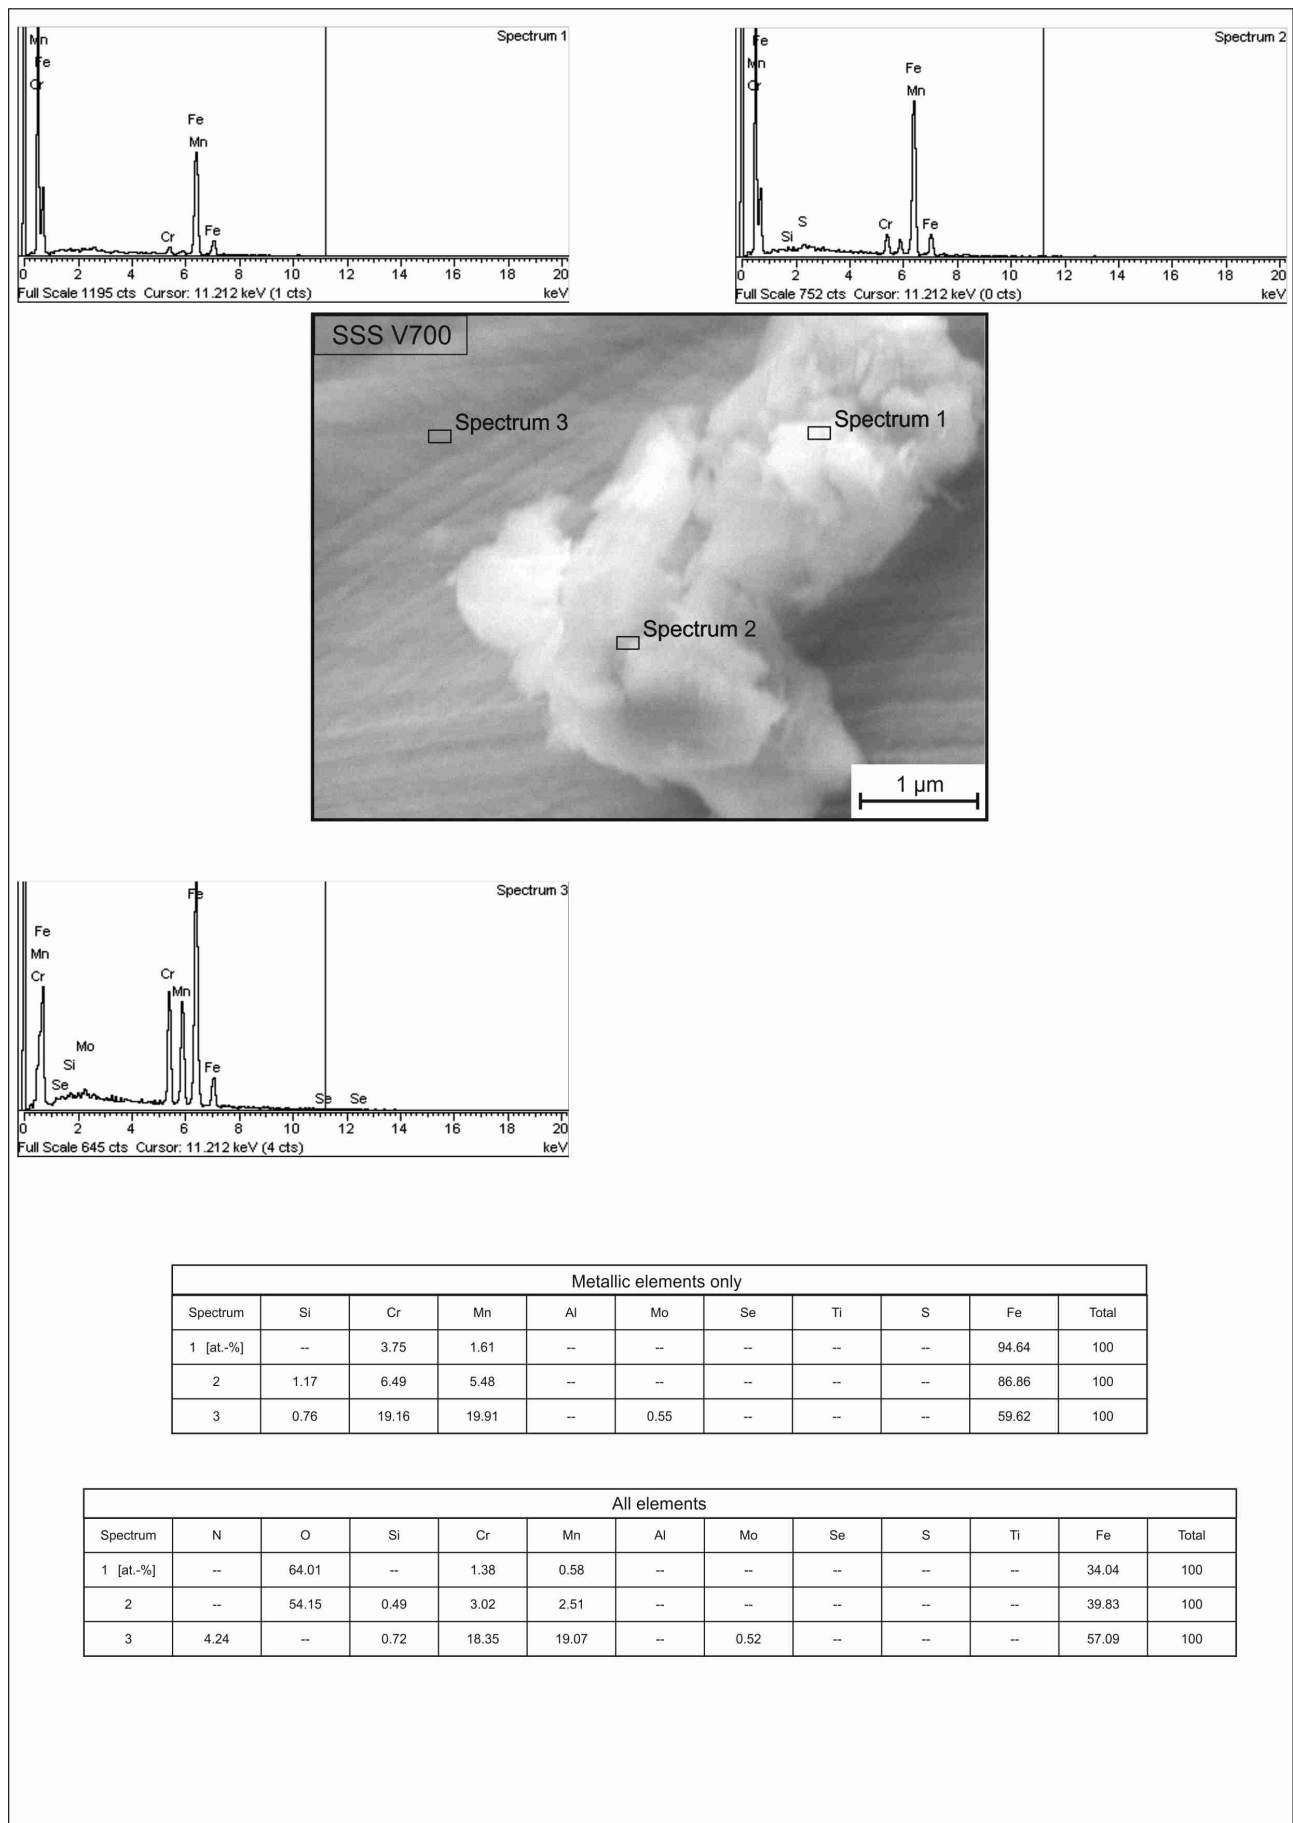 Spectrum 1
Mn
Fe
Cr
Fe
Mn
Cr
Fe
0 2 4 6 8 10 12 14 16 18 20
Full Scale 1195 cts Cursor: 11.212 keV (1 cts) keV
Spectrum 2
Fe
Mn
Cr
Fe
Mn
S
Si
Cr
Fe
0 2 4 6 8 10 12 14 16 18 20
Full Scale 752 cts Cursor: 11.212 keV (0 cts) keV
SSS V700
Spectrum 3
Spectrum 1
Spectrum 2
1 µm
Spectrum 3
Fe
Fe
Mn
Cr
Cr
Mn
Mo
Si
Se
Fe
Se
Se
0 2 4 6 8 10 12 14 16 18 20
Full Scale 645 cts Cursor: 11.212 keV (4 cts) keV
Metallic elements only
Spectrum Si Cr Mn Al Mo Se Ti S Fe Total
1 [at.-%] -- 3.75 1.61 -- -- -- -- -- 94.64 100
2 1.17 6.49 5.48 -- -- -- -- -- 86.86 100
3 0.76 19.16 19.91 -- 0.55 -- -- -- 59.62 100
All elements
Spectrum N O Si Cr Mn Al Mo Se S Ti Fe Total
1 [at.-%] -- 64.01 -- 1.38 0.58 -- -- -- -- -- 34.04 100
2 -- 54.15 0.49 3.02 2.51 -- -- -- -- -- 39.83 100
3 4.24 -- 0.72 18.35 19.07 -- 0.52 -- -- -- 57.09 100